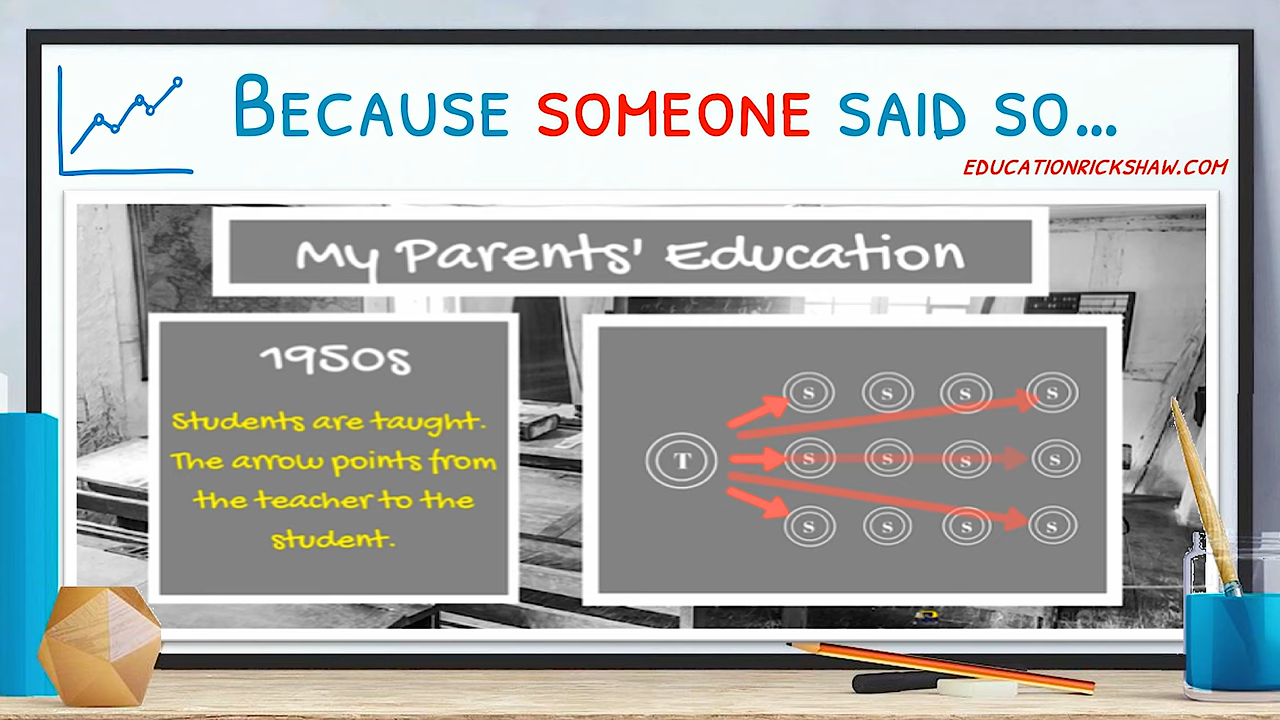 BECAUSE SOMEONE SAID SO...
EDUCATIONRICKSHAW.COM
My Parents' Education
1950s
Students are taught.
The arrow points from
the teacher to the
student.
S S S S
T S S S S
S S S S